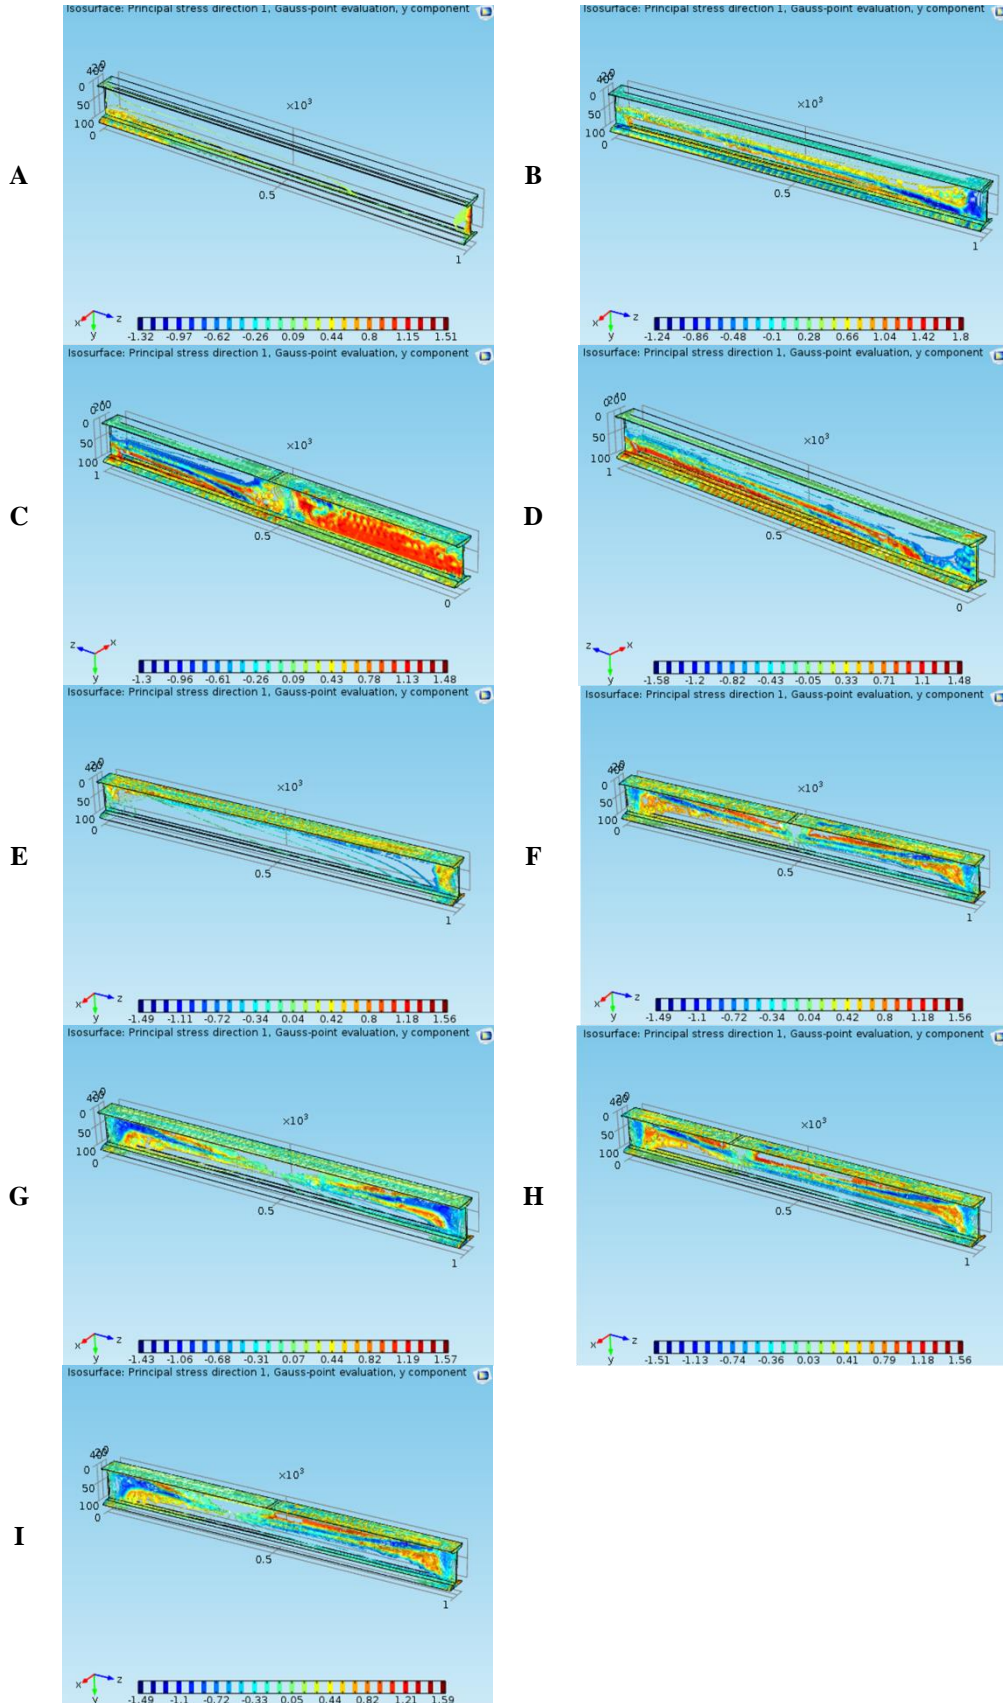 A
Isosurface: Principal stress direction 1, Gauss-point evaluation, y component
0
50
100
0
×10³
0.5
1
x y z
-1.32 -0.97 -0.62 -0.26 0.09 0.44 0.8 1.15 1.51
B
Isosurface: Principal stress direction 1, Gauss-point evaluation, y component
0
50
100
0
×10³
0.5
1
x y z
-1.24 -0.86 -0.48 -0.1 0.28 0.66 1.04 1.42 1.8
C
Isosurface: Principal stress direction 1, Gauss-point evaluation, y component
0
50
100
1
×10³
0.5
0
z y x
-1.3 -0.96 -0.61 -0.26 0.09 0.43 0.78 1.13 1.48
D
Isosurface: Principal stress direction 1, Gauss-point evaluation, y component
0
50
100
1
×10³
0.5
0
z y x
-1.58 -1.2 -0.82 -0.43 -0.05 0.33 0.71 1.1 1.48
E
Isosurface: Principal stress direction 1, Gauss-point evaluation, y component
0
50
100
0
×10³
0.5
1
x y z
-1.49 -1.11 -0.72 -0.34 0.04 0.42 0.8 1.18 1.56
F
Isosurface: Principal stress direction 1, Gauss-point evaluation, y component
0
50
100
0
×10³
0.5
1
x y z
-1.49 -1.1 -0.72 -0.34 0.04 0.42 0.8 1.18 1.56
G
Isosurface: Principal stress direction 1, Gauss-point evaluation, y component
0
50
100
0
×10³
0.5
1
x y z
-1.43 -1.06 -0.68 -0.31 0.07 0.44 0.82 1.19 1.57
H
Isosurface: Principal stress direction 1, Gauss-point evaluation, y component
0
50
100
0
×10³
0.5
1
x y z
-1.51 -1.13 -0.74 -0.36 0.03 0.41 0.79 1.18 1.56
I
Isosurface: Principal stress direction 1, Gauss-point evaluation, y component
0
50
100
0
×10³
0.5
1
x y z
-1.49 -1.1 -0.72 -0.33 0.05 0.44 0.82 1.21 1.59